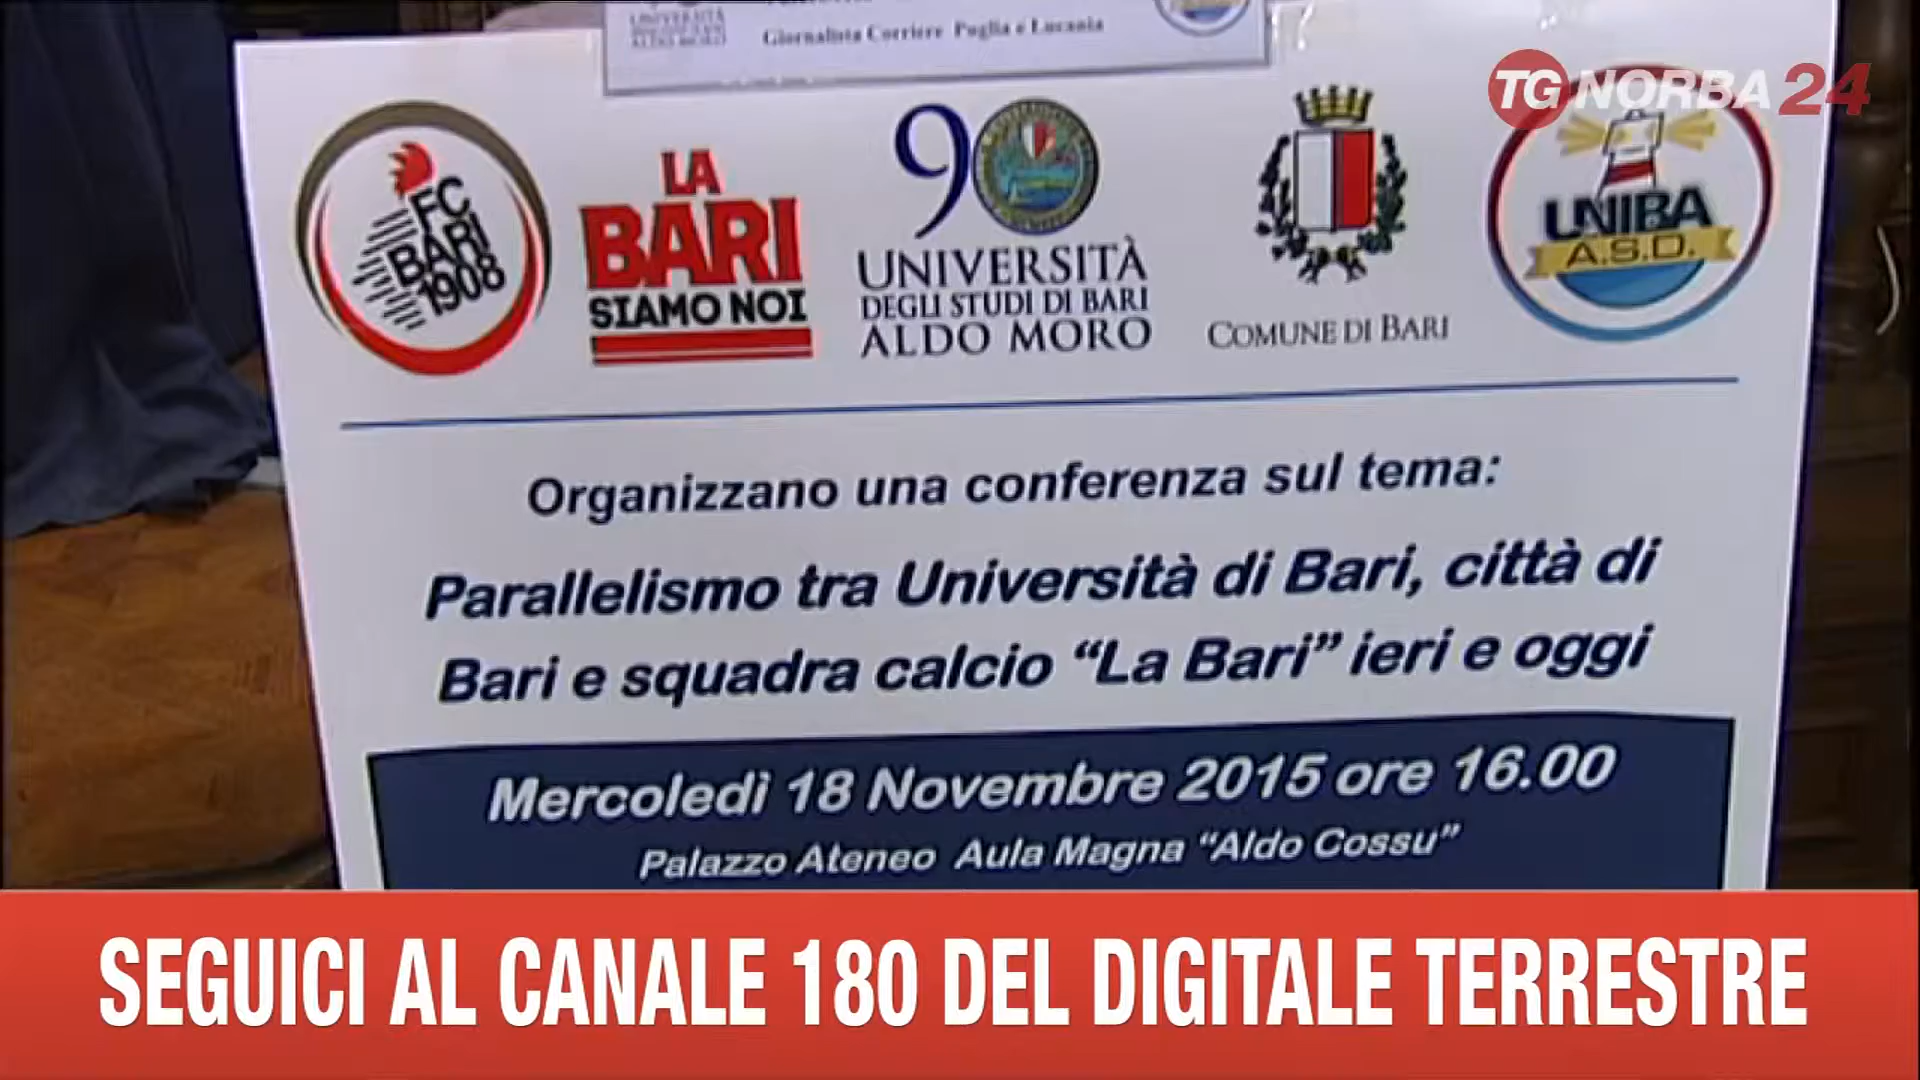 UNIVERSITÀ
ALDO MORO
Giornalista Corriere Puglia e Lucania
TG NORBA 24
FC
BARI
1908
LA
BARI
SIAMO NOI
90
UNIVERSITÀ
DEGLI STUDI DI BARI
ALDO MORO
COMUNE DI BARI
UNIBA
A.S.D.
Organizzano una conferenza sul tema:
Parallelismo tra Università di Bari, città di
Bari e squadra calcio “La Bari” ieri e oggi
Mercoledì 18 Novembre 2015 ore 16.00
Palazzo Ateneo Aula Magna “Aldo Cossu”
SEGUICI AL CANALE 180 DEL DIGITALE TERRESTRE